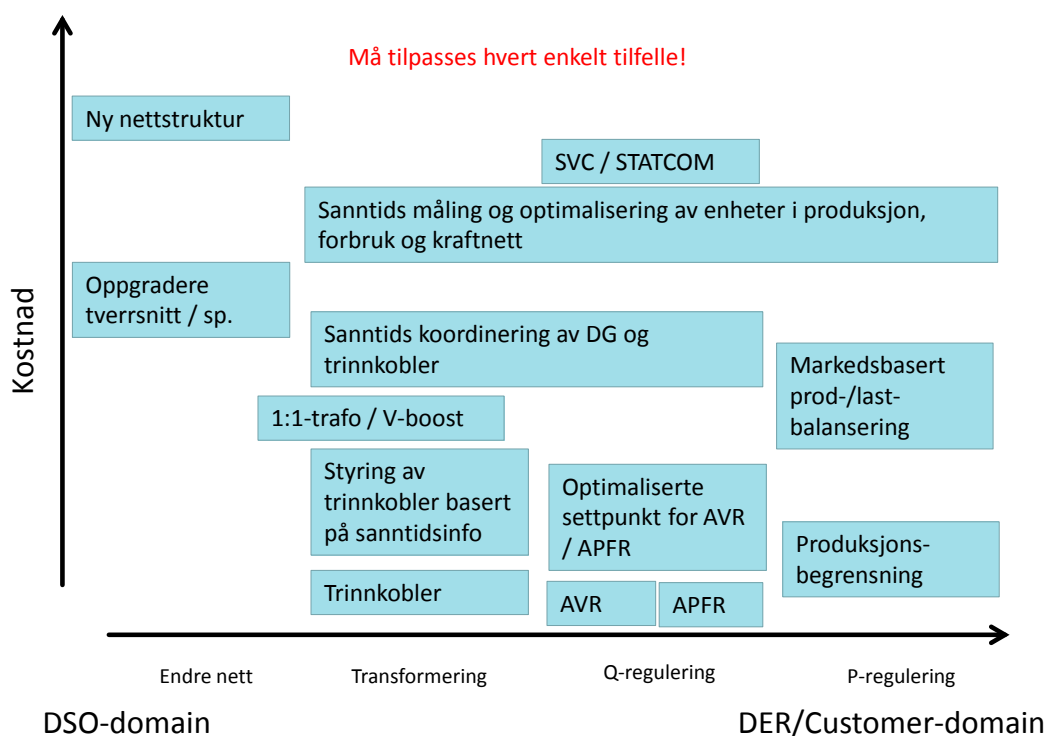 Må tilpasses hvert enkelt tilfelle!
Ny nettstruktur
SVC / STATCOM
Sanntids måling og optimalisering av enheter i produksjon,
forbruk og kraftnett
Oppgradere
tverrsnitt / sp.
Sanntids koordinering av DG og
trinnkobler
Markedsbasert
prod-/last-
balansering
1:1-trafo / V-boost
Styring av
trinnkobler basert
på sanntidsinfo
Optimaliserte
settpunkt for AVR
/ APFR
Produksjons-
begrensning
Trinnkobler
AVR
APFR
Kostnad
Endre nett
Transformering
Q-regulering
P-regulering
DSO-domain
DER/Customer-domain